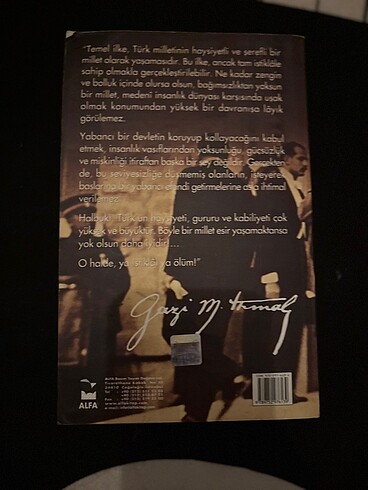 "Temel ilke, Türk milletinin haysiyetli ve şerefli bir
millet olarak yaşamasıdır. Bu ilke, ancak tam istiklâle
sahip olmakla gerçekleştirilebilir. Ne kadar zengin
ve bolluk içinde olursa olsun, bağımsızlıktan yoksun
bir millet, medenî insanlık dünyası karşısında uşak
olmak konumundan yüksek bir davranışa lâyık
görülemez.
Yabancı bir devletin koruyup kollayacağını kabul
etmek, insanlık vasıflarından yoksunluğu, güçsüzlük
ve miskinliği itiraftan başka bir şey değildir. Gerçekten
de, bu seviyesizliğe düşmemiş olanların, isteyerek
başlarına bir yabancı efendi getirmelerine asla ihtimal
verilemez.
Halbuki, Türk'ün haysiyeti, gururu ve kabiliyeti çok
yüksek ve büyüktür. Böyle bir millet esir yaşamaktansa
yok olsun daha iyidir....
O halde, ya istiklâl ya ölüm!"
Gazi M. Kemal
ALFA